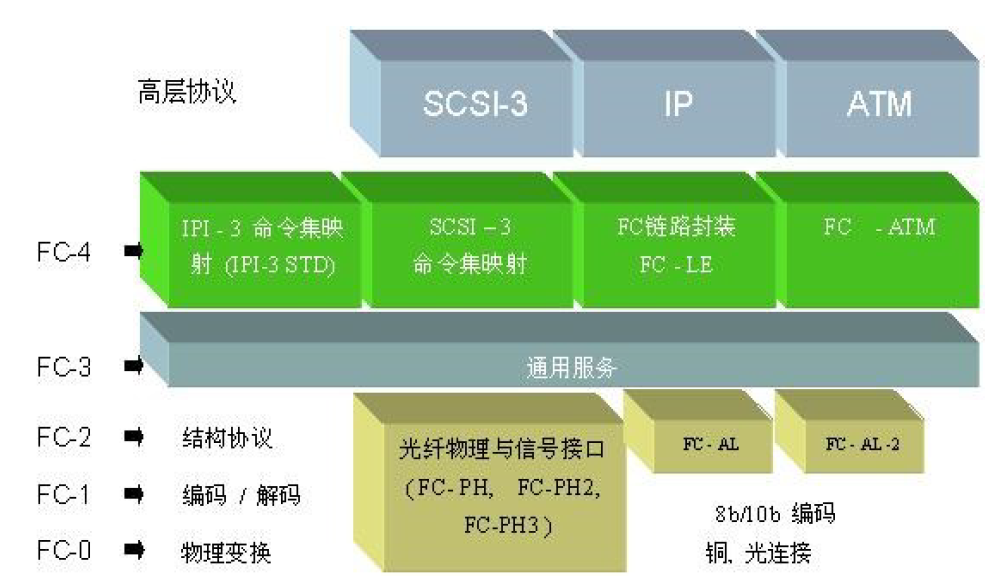 高层协议
SCSI-3
IP
ATM
FC-4
IPI - 3 命令集映
射 (IPI-3 STD)
SCSI – 3
命令集映射
FC链路封装
FC - LE
FC - ATM
FC-3
通用服务
FC-2
结构协议
光纤物理与信号接口
(FC- PH, FC-PH2,
FC-PH3 )
FC - AL
FC - AL -2
FC-1
编码 / 解码
8b/10b 编码
FC-0
物理变换
铜, 光连接